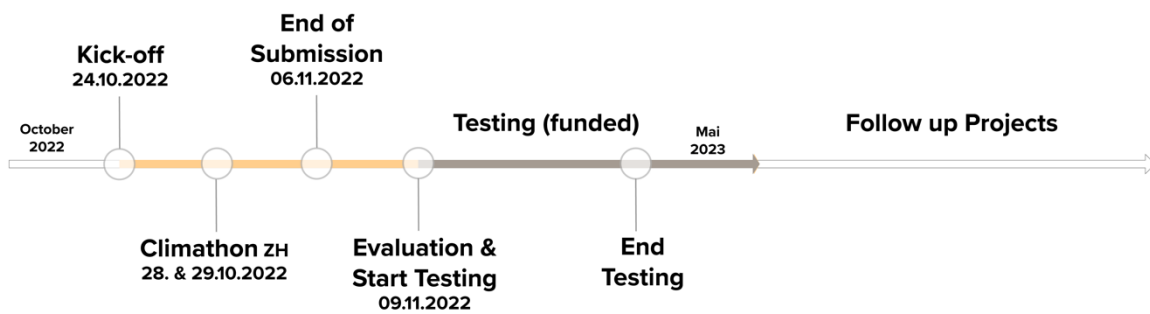 Kick-off
24.10.2022
End of
Submission
06.11.2022
October
2022
Testing (funded)
Mai
2023
Follow up Projects
Climathon ZH
28. & 29.10.2022
Evaluation &
Start Testing
09.11.2022
End
Testing